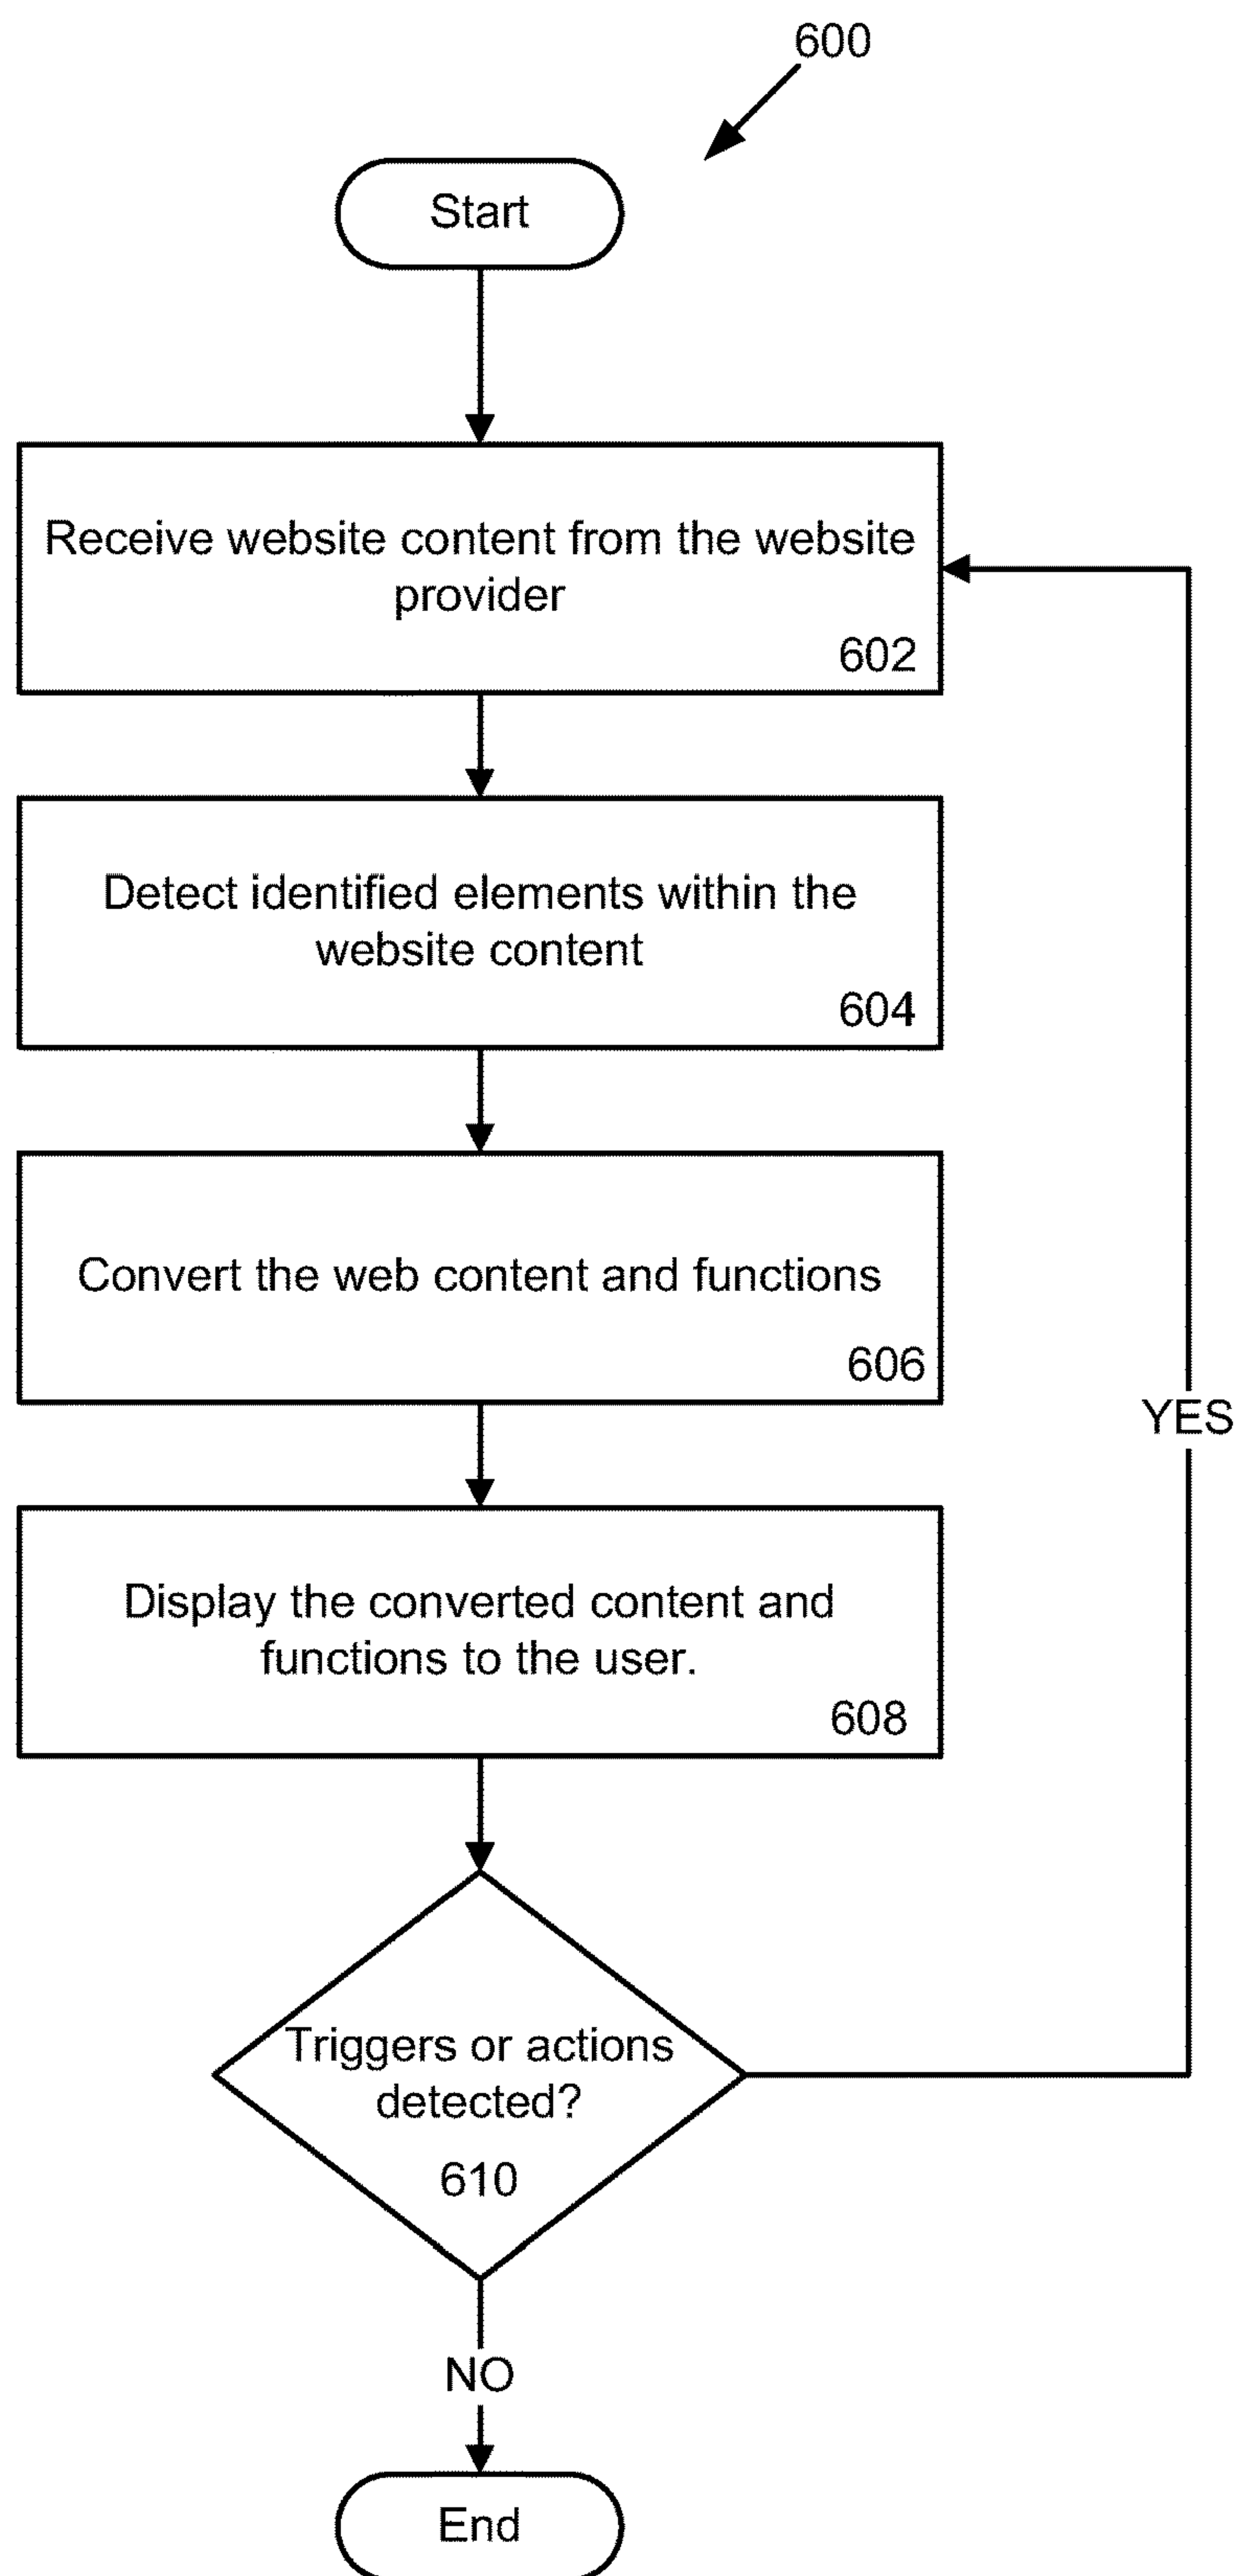 600
Start
Receive website content from the website
provider
602
Detect identified elements within the
website content
604
Convert the web content and functions
606
Display the converted content and
functions to the user.
608
Triggers or actions
detected?
610
YES
NO
End